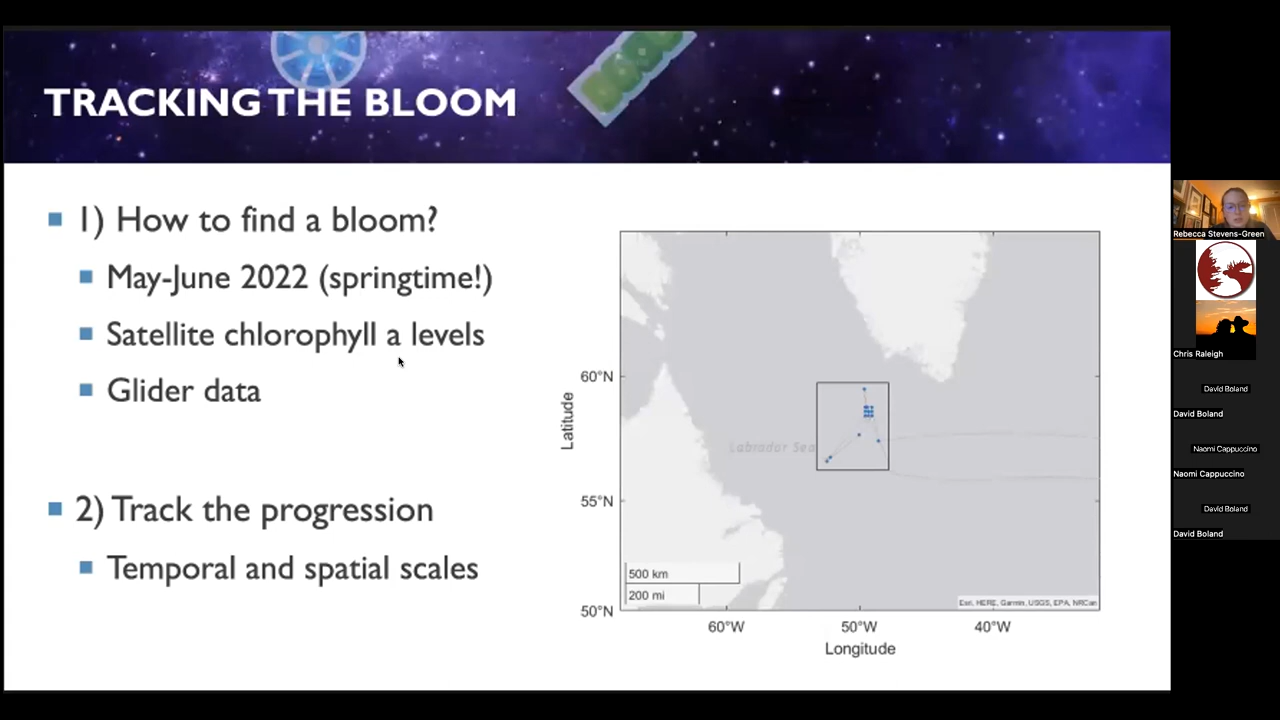 TRACKING THE BLOOM
1) How to find a bloom?
May-June 2022 (springtime!)
Satellite chlorophyll a levels
Glider data
2) Track the progression
Temporal and spatial scales
60°N
55°N
50°N
Latitude
Labrador Sea
500 km
200 mi
Esri, HERE, Garmin, USGS, EPA, NRCan
60°W
50°W
40°W
Longitude
Rebecca Stevens-Green
Chris Raleigh
David Boland
David Boland
Naomi Cappuccino
Naomi Cappuccino
David Boland
David Boland